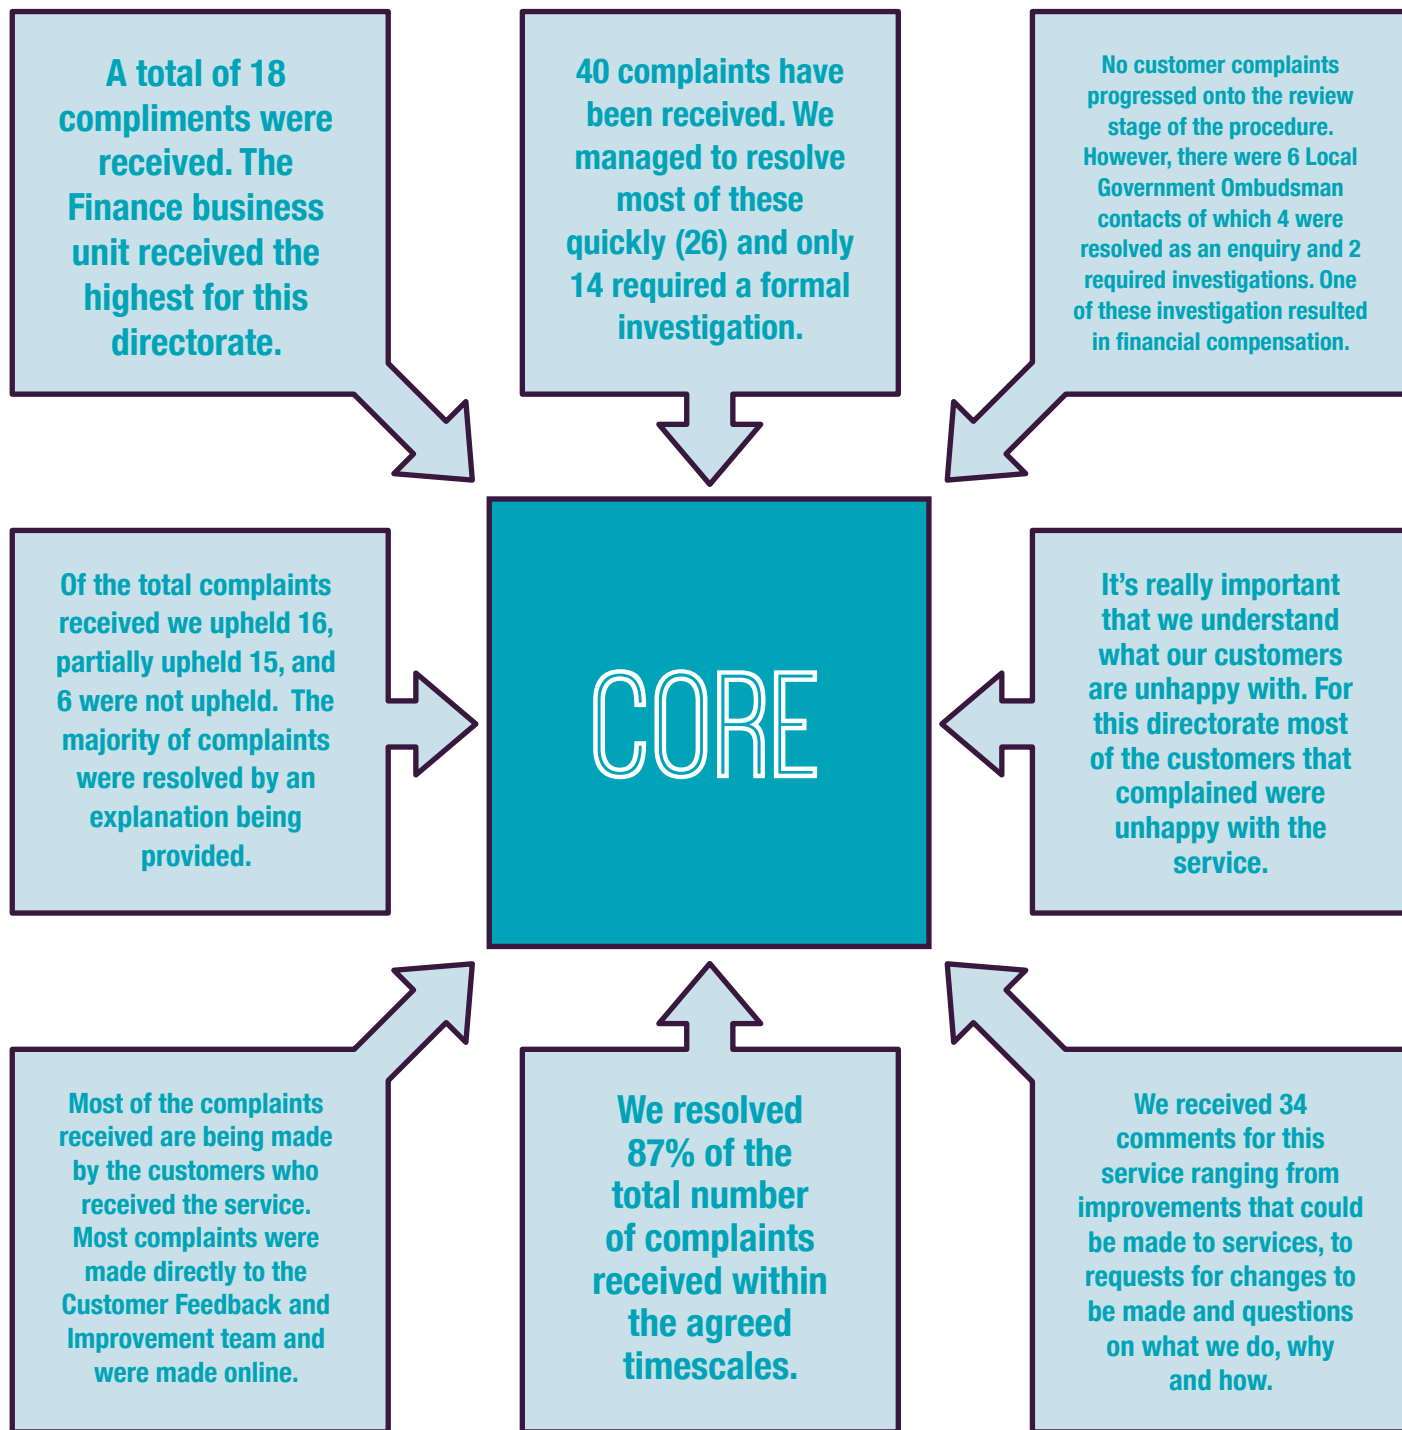 A total of 18
compliments were
received. The
Finance business
unit received the
highest for this
directorate.
40 complaints have
been received. We
managed to resolve
most of these
quickly (26) and only
14 required a formal
investigation.
No customer complaints
progressed onto the review
stage of the procedure.
However, there were 6 Local
Government Ombudsman
contacts of which 4 were
resolved as an enquiry and 2
required investigations. One
of these investigation resulted
in financial compensation.
Of the total complaints
received we upheld 16,
partially upheld 15, and
6 were not upheld. The
majority of complaints
were resolved by an
explanation being
provided.
CORE
It's really important
that we understand
what our customers
are unhappy with. For
this directorate most
of the customers that
complained were
unhappy with the
service.
Most of the complaints
received are being made
by the customers who
received the service.
Most complaints were
made directly to the
Customer Feedback and
Improvement team and
were made online.
We resolved
87% of the
total number
of complaints
received within
the agreed
timescales.
We received 34
comments for this
service ranging from
improvements that could
be made to services, to
requests for changes to
be made and questions
on what we do, why
and how.